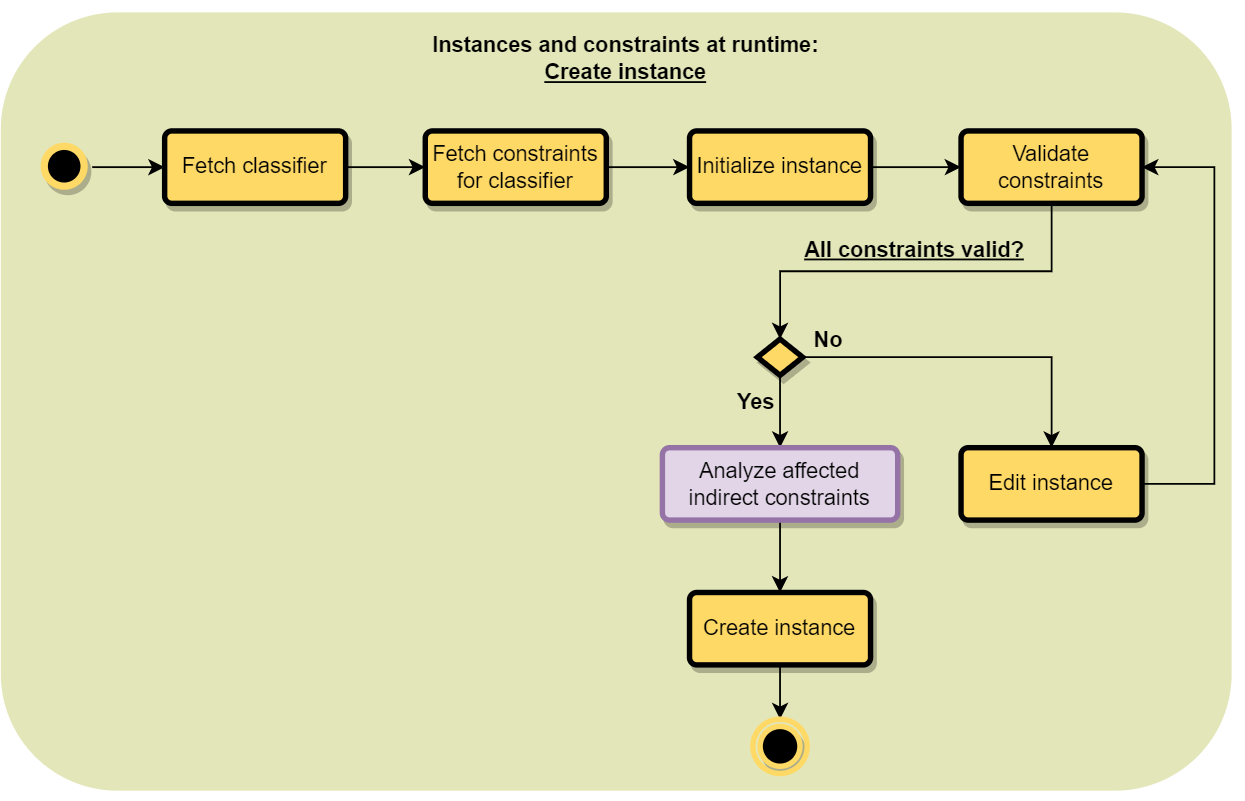 Instances and constraints at runtime:
Create instance
Fetch classifier
Fetch constraints
for classifier
Initialize instance
Validate
constraints
All constraints valid?
No
Yes
Analyze affected
indirect constraints
Edit instance
Create instance